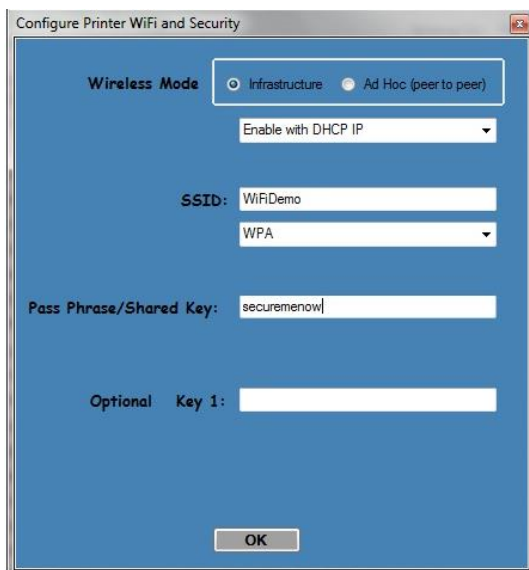 Configure Printer WiFi and Security
Wireless Mode Infrastructure Ad Hoc (peer to peer)
Enable with DHCP IP
SSID: WiFiDemo
WPA
Pass Phrase/Shared Key: securemenow
Optional Key 1:
OK